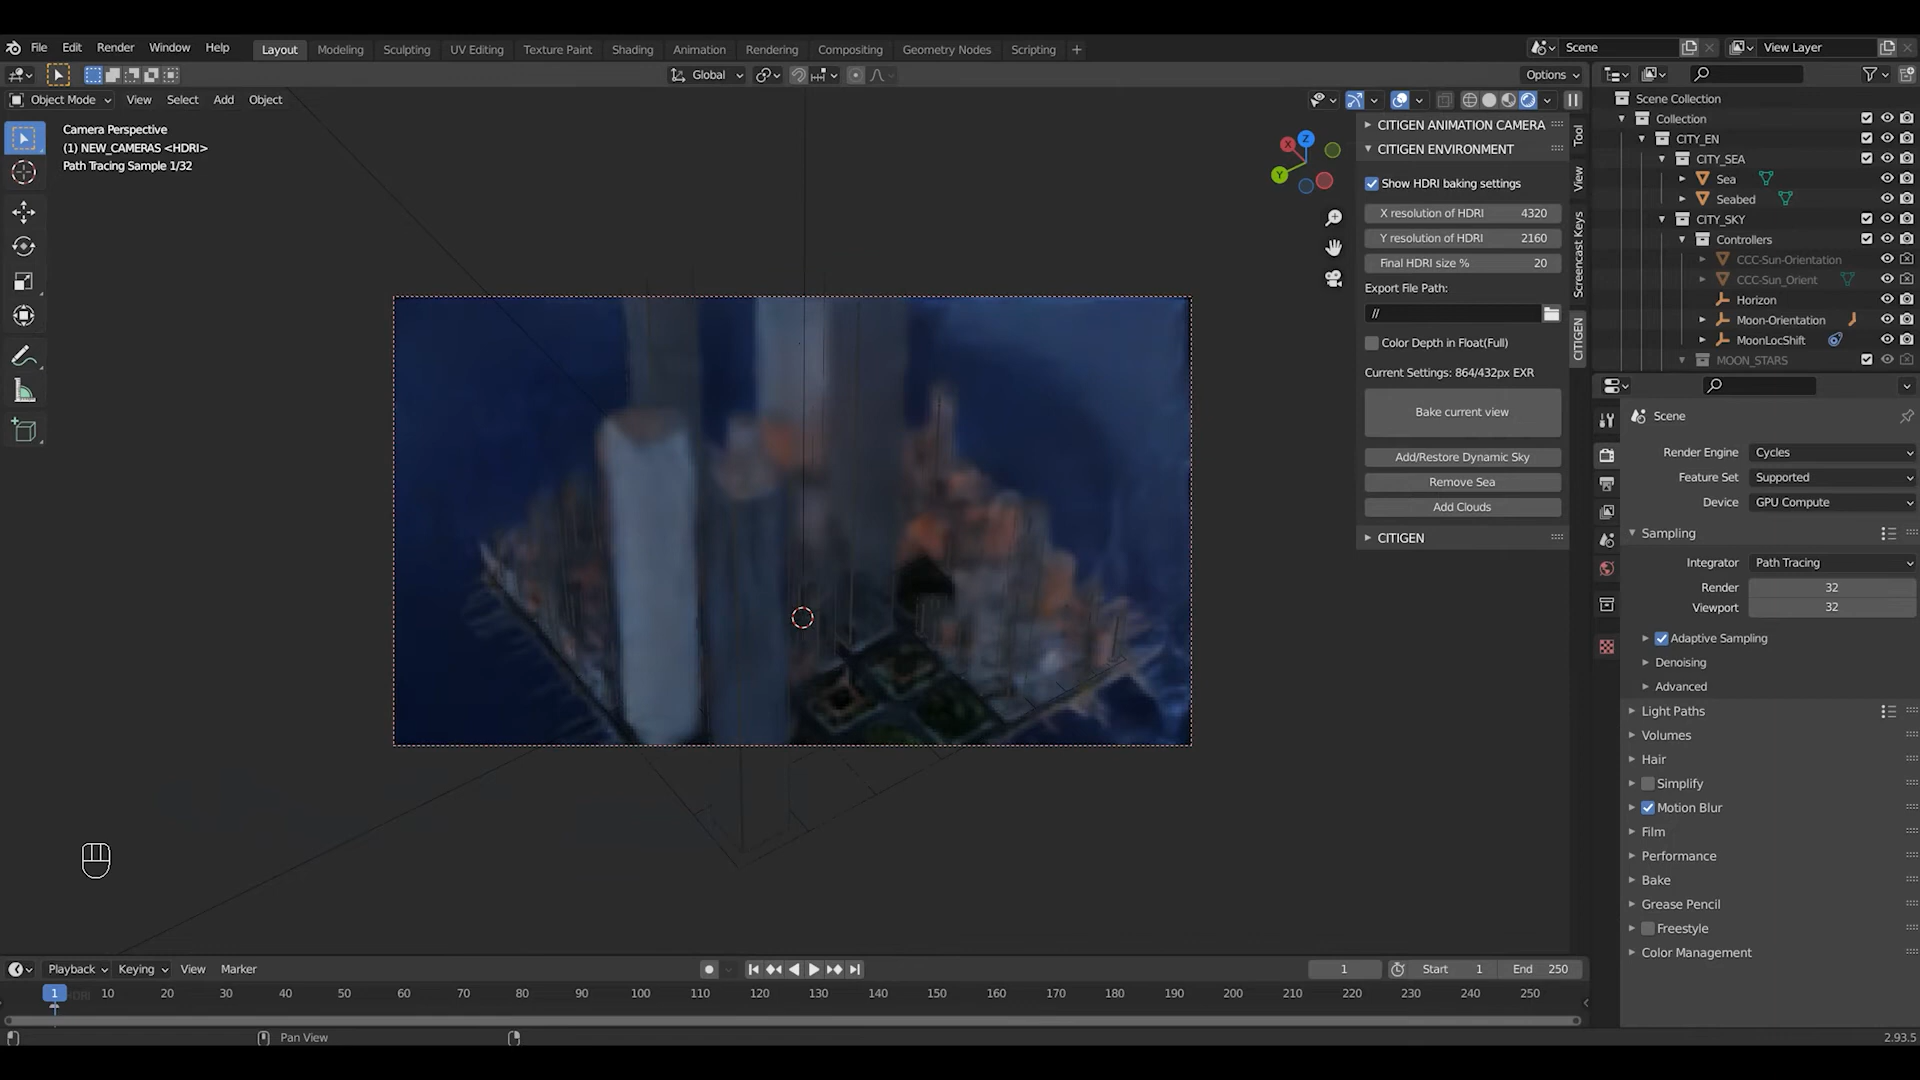 File Edit Render Window Help Layout Modeling Sculpting UV Editing Texture Paint Shading Animation Rendering Compositing Geometry Nodes Scripting + Scene View Layer
Global Options
Object Mode View Select Add Object
Camera Perspective
(1) NEW_CAMERAS <HDRI>
Path Tracing Sample 1/32
X
Y
Z
CITIGEN ANIMATION CAMERA
CITIGEN ENVIRONMENT
Show HDRI baking settings
X resolution of HDRI 4320
Y resolution of HDRI 2160
Final HDRI size % 20
Export File Path:
//
Color Depth in Float(Full)
Current Settings: 864/432px EXR
Bake current view
Add/Restore Dynamic Sky
Remove Sea
Add Clouds
CITIGEN
Tool
View
Screencast Keys
CITIGEN
Scene Collection
Collection
CITY_EN
CITY_SEA
Sea
Seabed
CITY_SKY
Controllers
CCC-Sun-Orientation
CCC-Sun_Orient
Horizon
Moon-Orientation
MoonLocShift
MOON_STARS
Scene
Render Engine Cycles
Feature Set Supported
Device GPU Compute
Sampling
Integrator Path Tracing
Render 32
Viewport 32
Adaptive Sampling
Denoising
Advanced
Light Paths
Volumes
Hair
Simplify
Motion Blur
Film
Performance
Bake
Grease Pencil
Freestyle
Color Management
Playback Keying View Marker 1 Start 1 End 250
1 10 20 30 40 50 60 70 80 90 100 110 120 130 140 150 160 170 180 190 200 210 220 230 240 250
Pan View 2.93.5